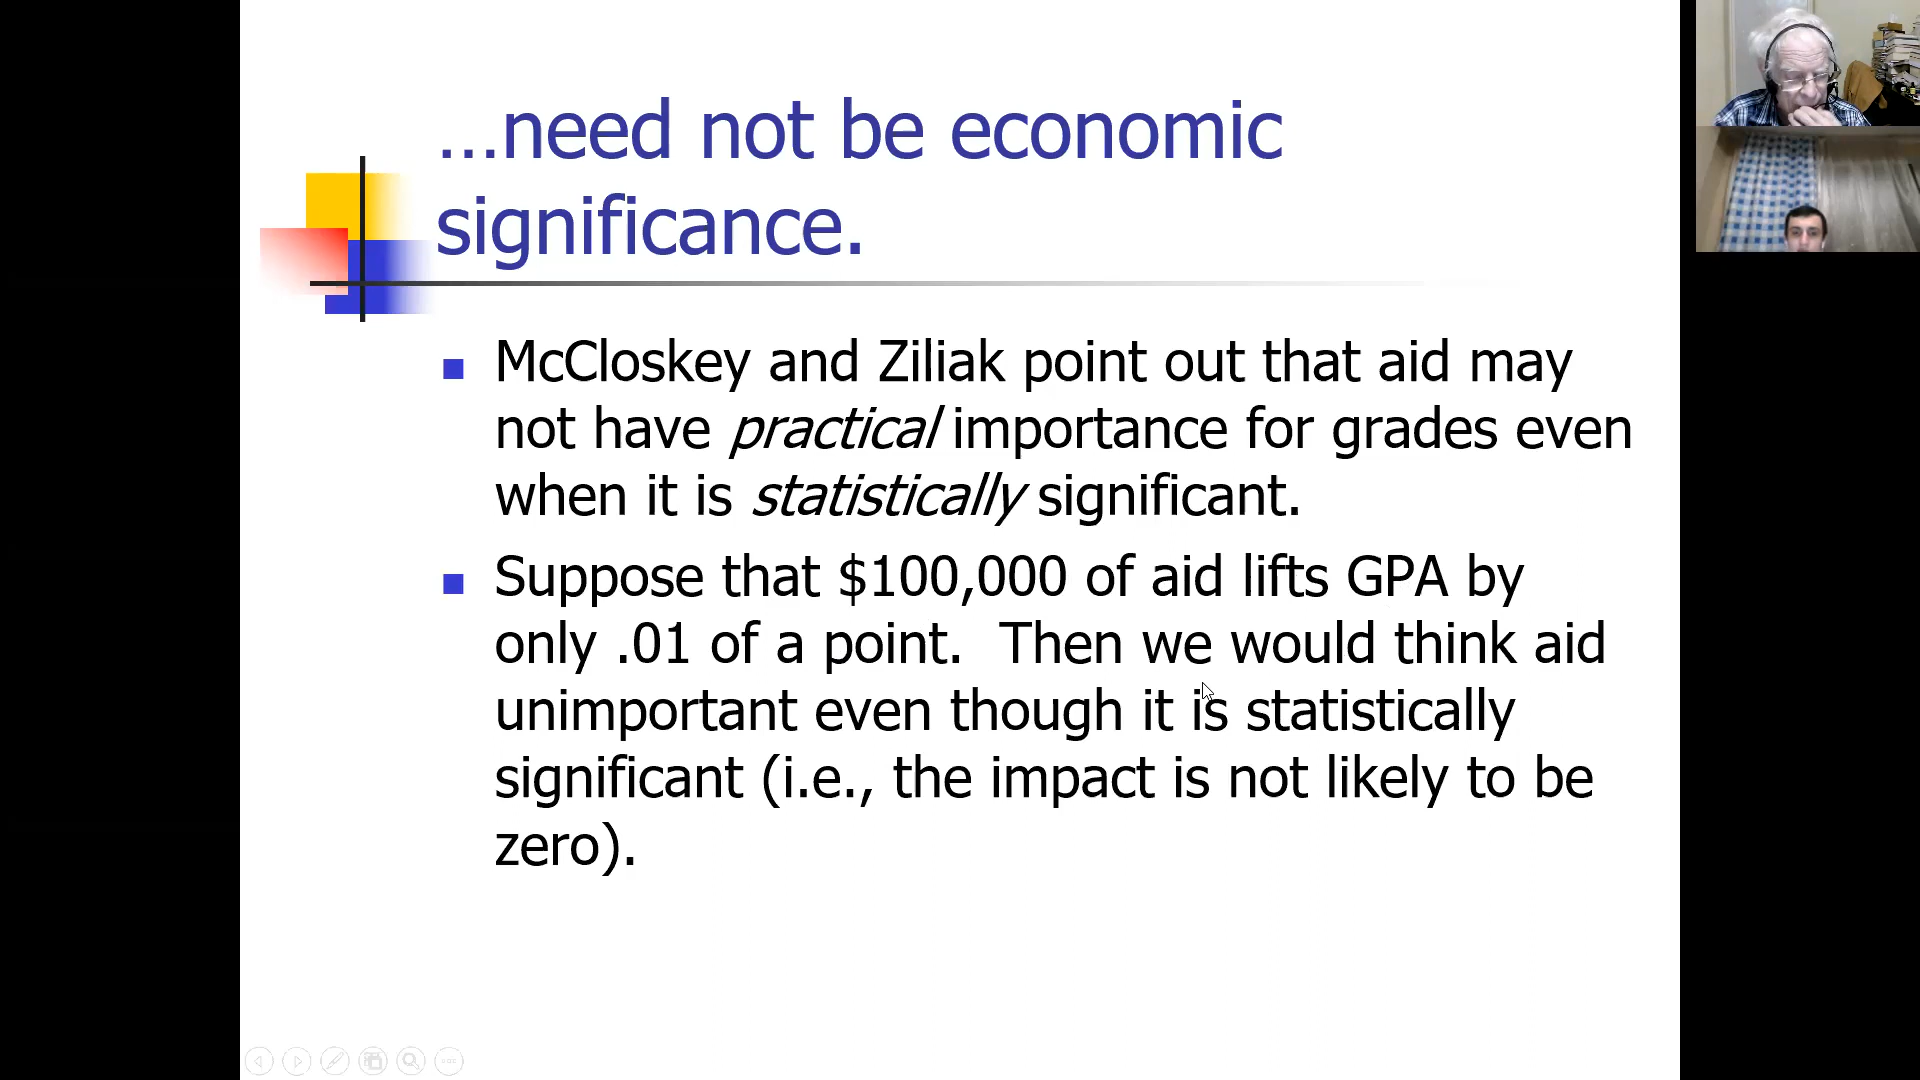 ...need not be economic
significance.
McCloskey and Ziliak point out that aid may
not have practical importance for grades even
when it is statistically significant.
Suppose that $100,000 of aid lifts GPA by
only .01 of a point. Then we would think aid
unimportant even though it is statistically
significant (i.e., the impact is not likely to be
zero).